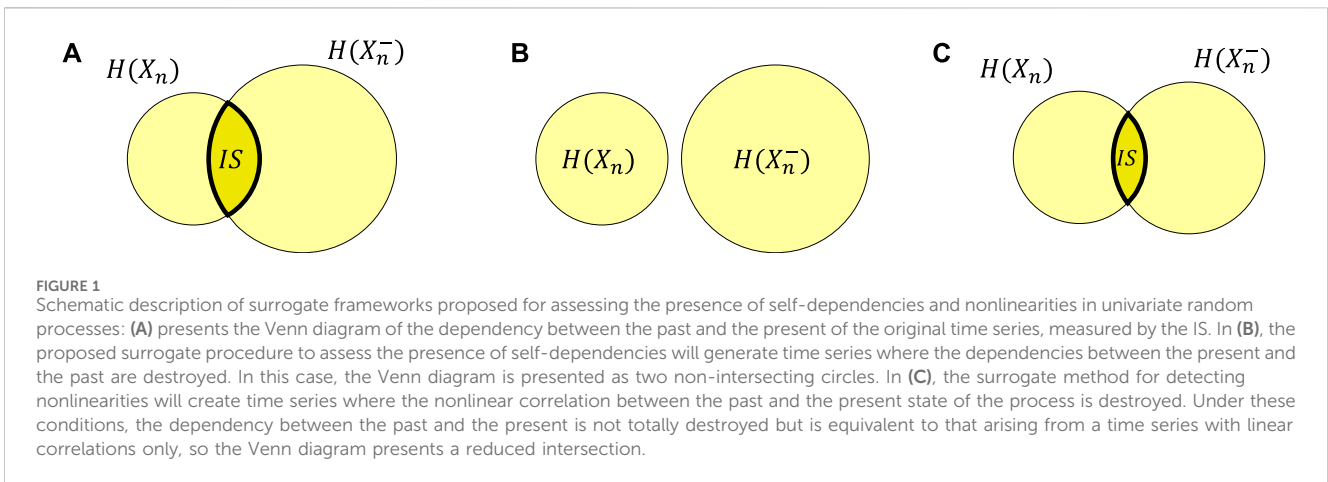 A
H(Xₙ)
H(Xₙ⁻)
IS
B
H(Xₙ)
H(Xₙ⁻)
C
H(Xₙ)
H(Xₙ⁻)
IS
FIGURE 1
Schematic description of surrogate frameworks proposed for assessing the presence of self-dependencies and nonlinearities in univariate random
processes: (A) presents the Venn diagram of the dependency between the past and the present of the original time series, measured by the IS. In (B), the
proposed surrogate procedure to assess the presence of self-dependencies will generate time series where the dependencies between the present and
the past are destroyed. In this case, the Venn diagram is presented as two non-intersecting circles. In (C), the surrogate method for detecting
nonlinearities will create time series where the nonlinear correlation between the past and the present state of the process is destroyed. Under these
conditions, the dependency between the past and the present is not totally destroyed but is equivalent to that arising from a time series with linear
correlations only, so the Venn diagram presents a reduced intersection.